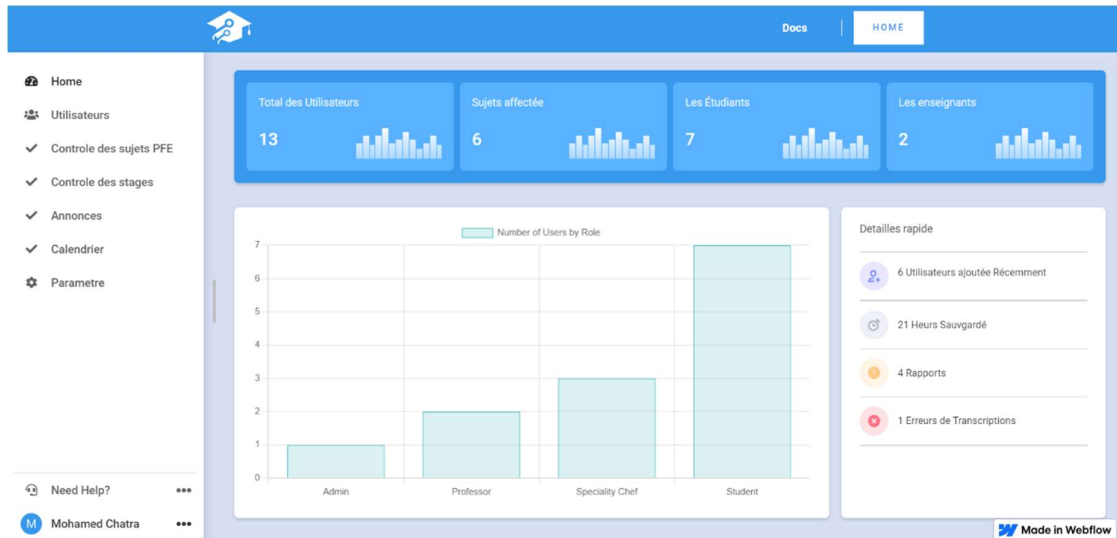 Docs
HOME
Home
Utilisateurs
Controle des sujets PFE
Controle des stages
Annonces
Calendrier
Parametre
Need Help?
M Mohamed Chatra
Total des Utilisateurs
13
Sujets affectée
6
Les Étudiants
7
Les enseignants
2
Number of Users by Role
7
6
5
4
3
2
1
0
Admin Professor Speciality Chef Student
Detailles rapide
6 Utilisateurs ajoutée Récemment
21 Heurs Sauvgardé
4 Rapports
1 Erreurs de Transcriptions
Made in Webflow